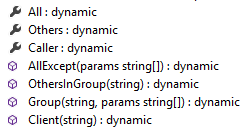 All : dynamic
Others : dynamic
Caller : dynamic
AllExcept(params string[]) : dynamic
OthersInGroup(string) : dynamic
Group(string, params string[]) : dynamic
Client(string) : dynamic